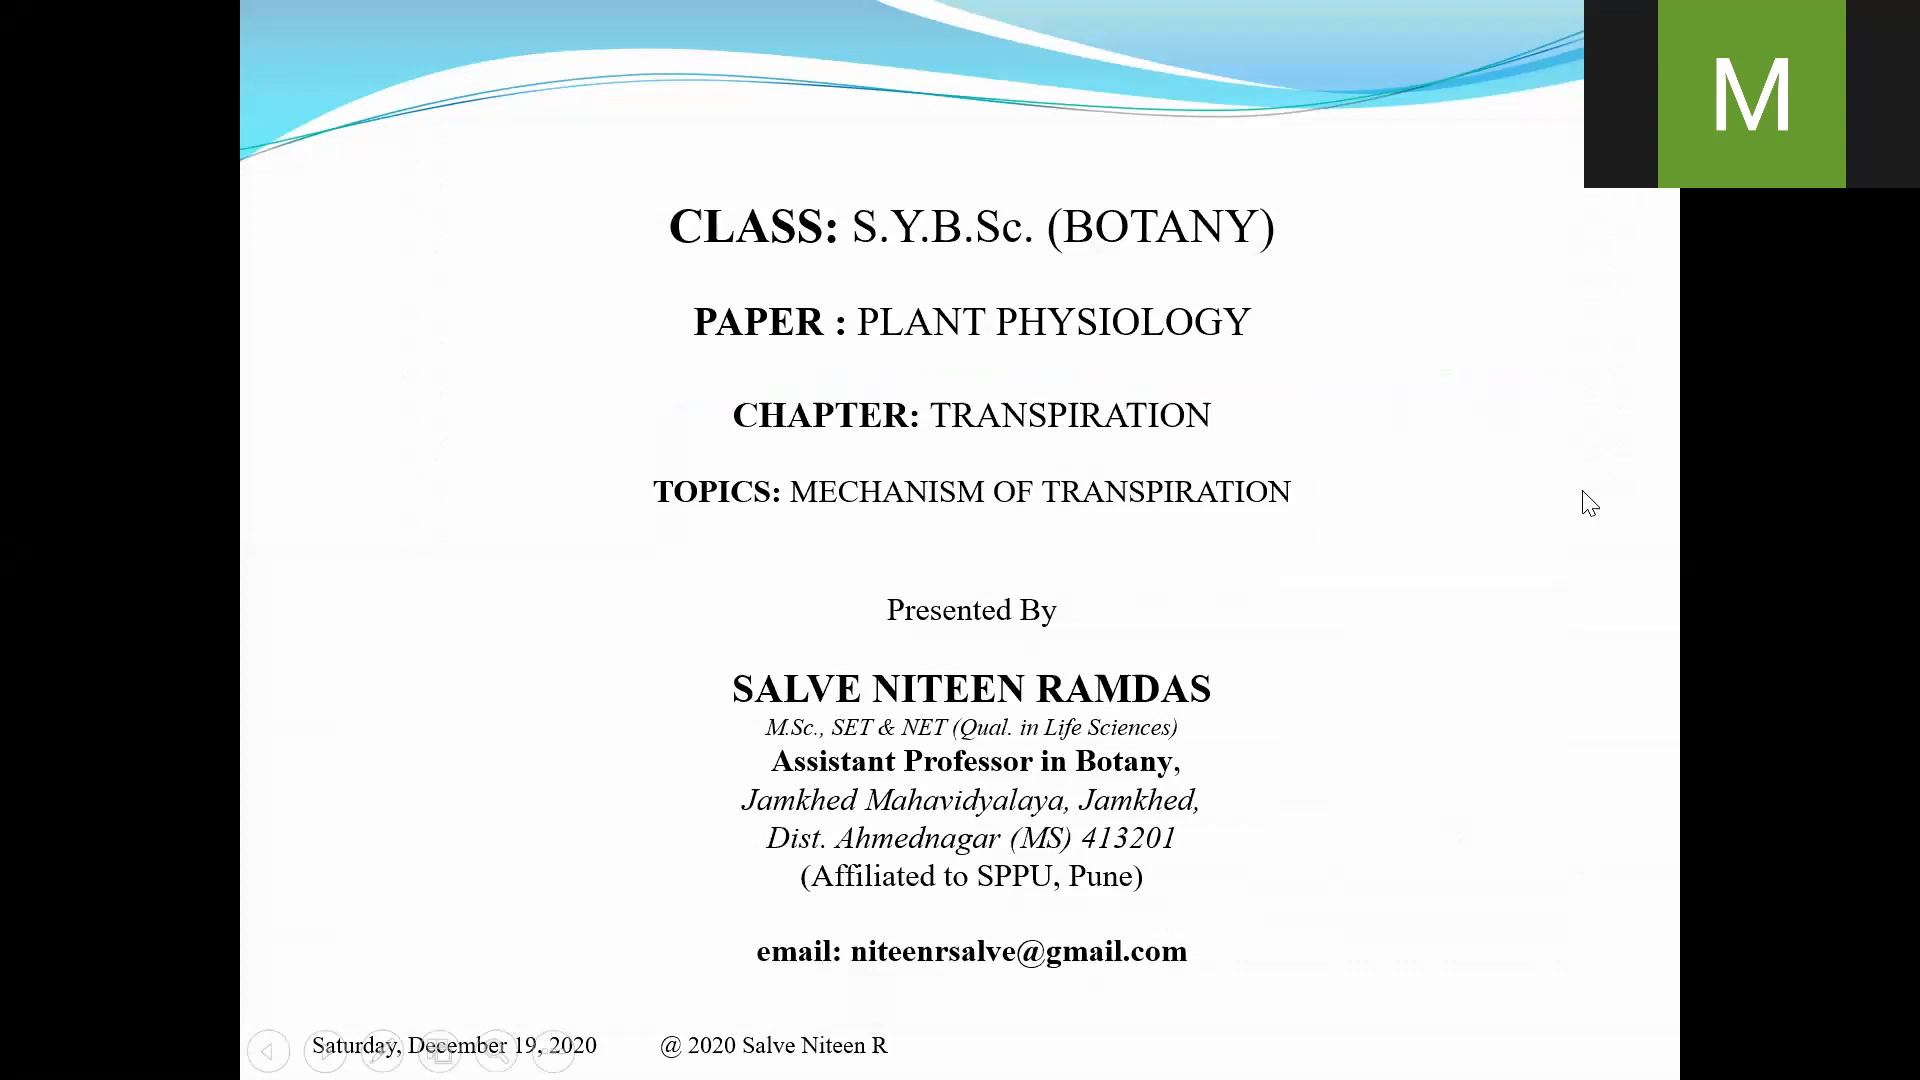 M
CLASS: S.Y.B.Sc. (BOTANY)
PAPER : PLANT PHYSIOLOGY
CHAPTER: TRANSPIRATION
TOPICS: MECHANISM OF TRANSPIRATION
Presented By
SALVE NITEEN RAMDAS
M.Sc., SET & NET (Qual. in Life Sciences)
Assistant Professor in Botany,
Jamkhed Mahavidyalaya, Jamkhed,
Dist. Ahmednagar (MS) 413201
(Affiliated to SPPU, Pune)
email: niteenrsalve@gmail.com
Saturday, December 19, 2020 @ 2020 Salve Niteen R